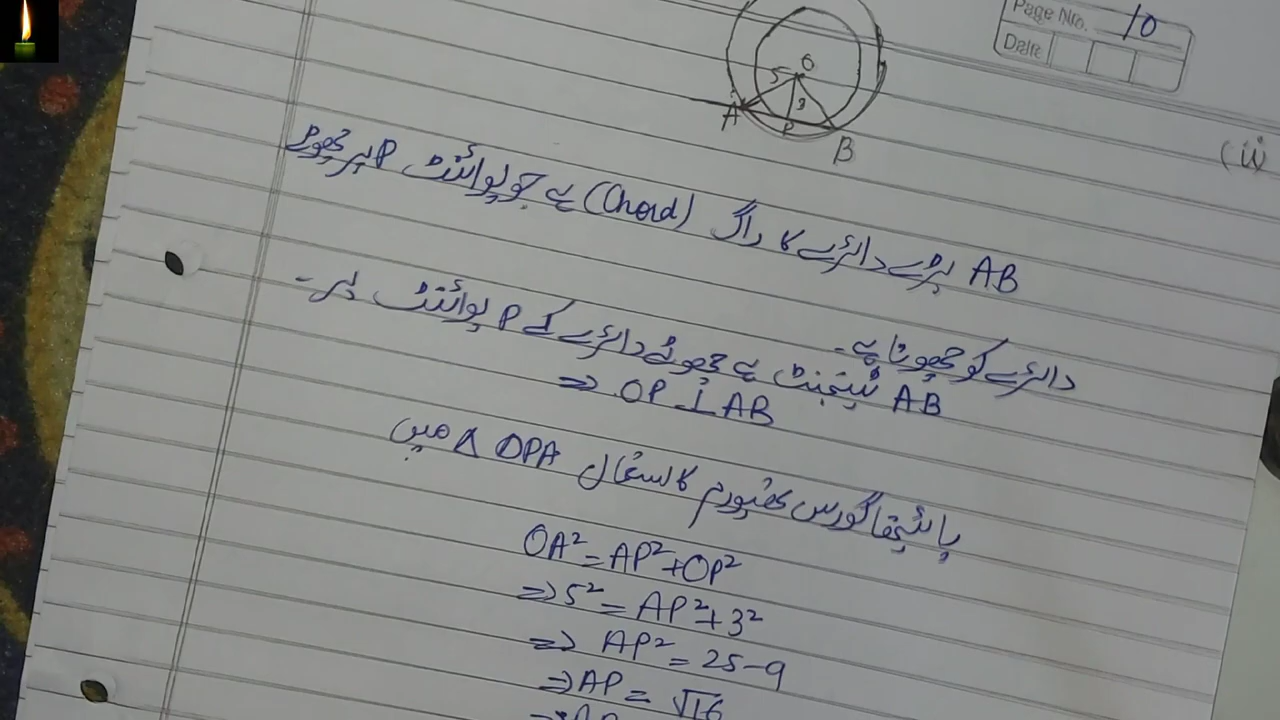 Page No. 10
Date
O
5
3
A
P
B
(ii
AB بڑے دائرے کا راگ (Chord) ہے جو پوائنٹ P پر چھوٹے
دائرے کو چھوتا ہے۔
AB ٹینجنٹ ہے چھوٹے دائرے کے P پوائنٹ پر۔
⇒ OP ⊥ AB
پائیتھاگورس تھیورم کا استعمال ΔOPA میں
OA² = AP² + OP²
⇒ 5² = AP² + 3²
⇒ AP² = 25 - 9
⇒ AP = √16